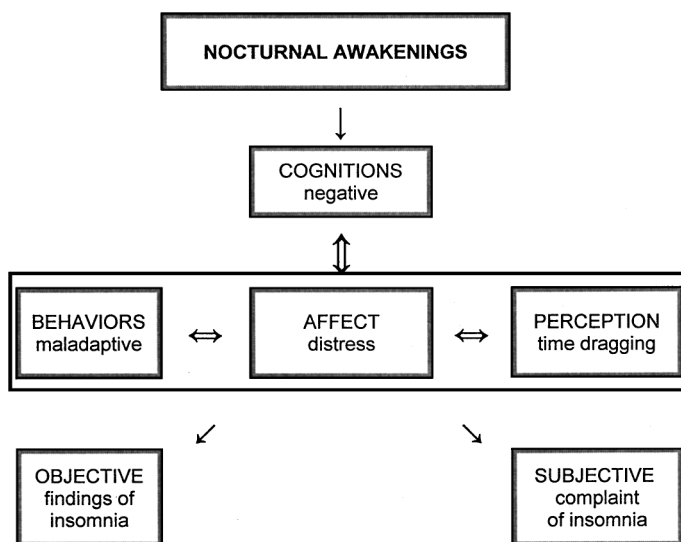 NOCTURNAL AWAKENINGS
COGNITIONS
negative
BEHAVIORS
maladaptive
AFFECT
distress
PERCEPTION
time dragging
OBJECTIVE
findings of
insomnia
SUBJECTIVE
complaint
of insomnia